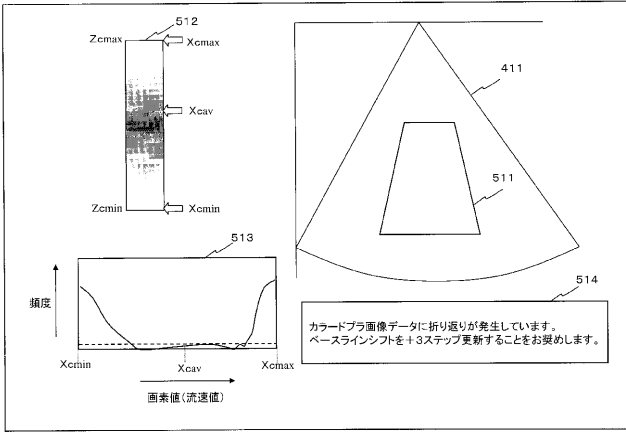 512
Zcmax
Xcmax
Xcav
Zcmin
Xcmin
411
511
513
頻度
Xcmin
Xcav
Xcmax
画素値(流速値)
514
カラードプラ画像データに折り返りが発生しています。
ベースラインシフトを＋3ステップ更新することをお奨めします。